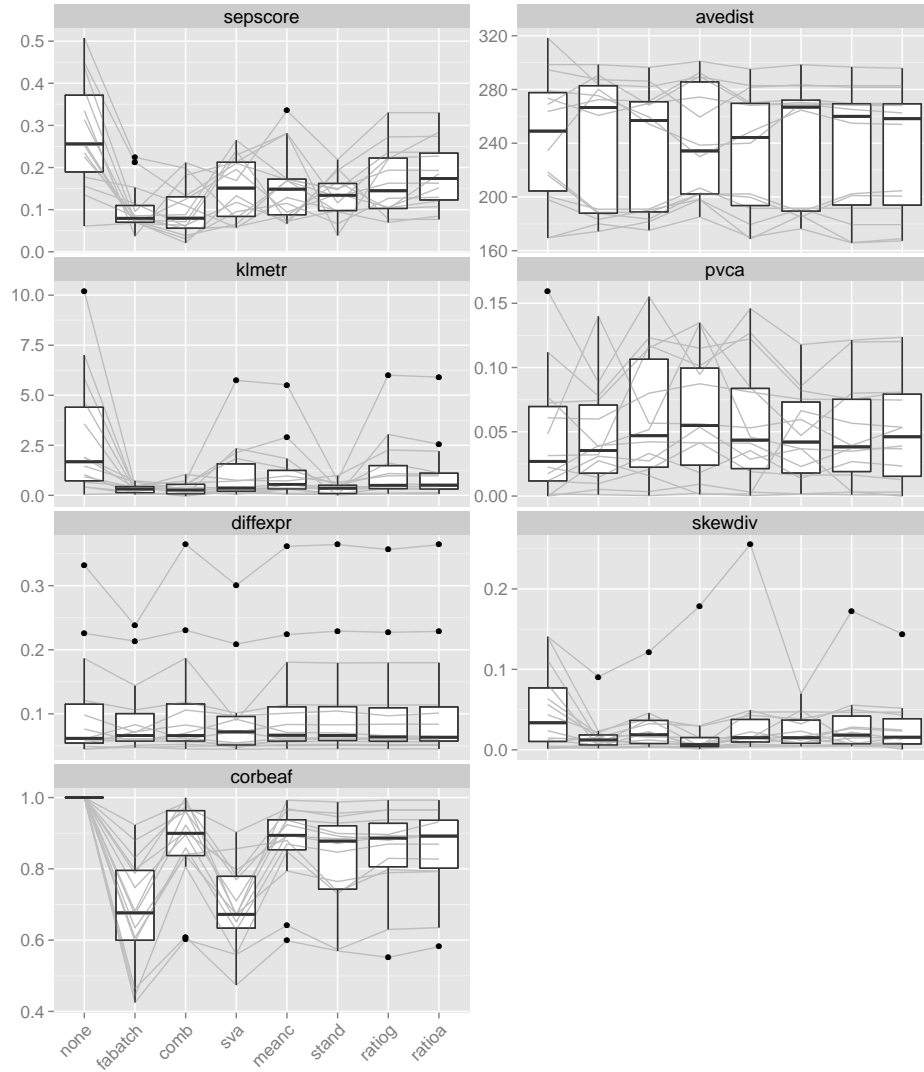 sepscore
avedist
0.5
0.4
0.3
0.2
0.1
0.0
320
280
240
200
160
klmetr
pvca
10.0
7.5
5.0
2.5
0.0
0.15
0.10
0.05
0.00
diffexpr
skewdiv
0.3
0.2
0.1
0.2
0.1
0.0
corbeaf
1.0
0.8
0.6
0.4
none
fabatch
comb
sva
meanc
stand
ratiog
ratioa